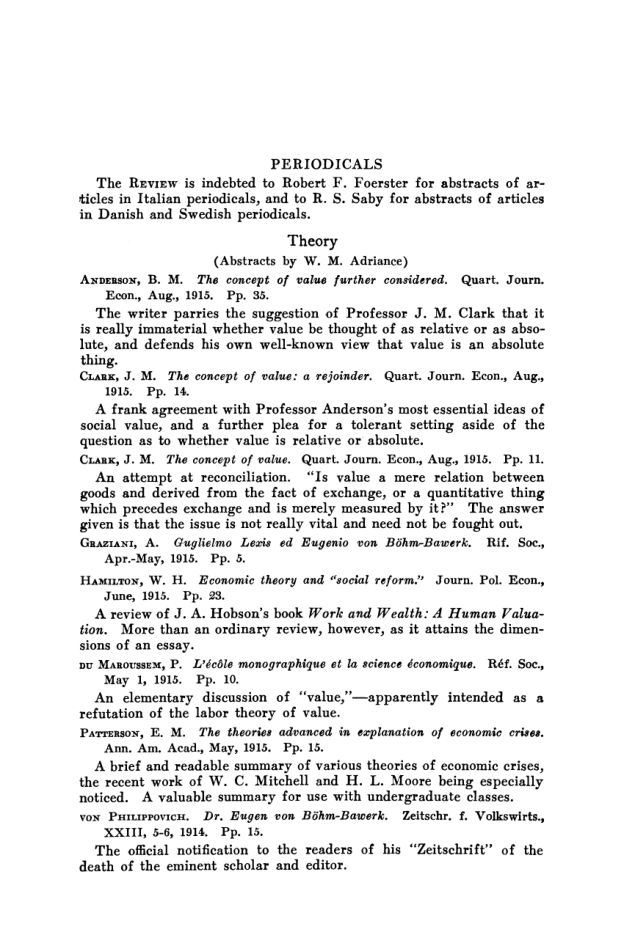 PERIODICALS
The REVIEW is indebted to Robert F. Foerster for abstracts of ar-
ticles in Italian periodicals, and to R. S. Saby for abstracts of articles
in Danish and Swedish periodicals.
Theory
(Abstracts by W. M. Adriance)
ANDERSON, B. M. The concept of value further considered. Quart. Journ.
Econ., Aug., 1915. Pp. 35.
The writer parries the suggestion of Professor J. M. Clark that it
is really immaterial whether value be thought of as relative or as abso-
lute, and defends his own well-known view that value is an absolute
thing.
CLARK, J. M. The concept of value: a rejoinder. Quart. Journ. Econ., Aug.,
1915. Pp. 14.
A frank agreement with Professor Anderson's most essential ideas of
social value, and a further plea for a tolerant setting aside of the
question as to whether value is relative or absolute.
CLARK, J. M. The concept of value. Quart. Journ. Econ., Aug., 1915. Pp. 11.
An attempt at reconciliation. "Is value a mere relation between
goods and derived from the fact of exchange, or a quantitative thing
which precedes exchange and is merely measured by it?" The answer
given is that the issue is not really vital and need not be fought out.
GRAZIANI, A. Guglielmo Lexis ed Eugenio von Böhm-Bawerk. Rif. Soc.,
Apr.-May, 1915. Pp. 5.
HAMILTON, W. H. Economic theory and "social reform." Journ. Pol. Econ.,
June, 1915. Pp. 23.
A review of J. A. Hobson's book Work and Wealth: A Human Valua-
tion. More than an ordinary review, however, as it attains the dimen-
sions of an essay.
DU MAROUSSEM, P. L'écôle monographique et la science économique. Réf. Soc.,
May 1, 1915. Pp. 10.
An elementary discussion of "value,"—apparently intended as a
refutation of the labor theory of value.
PATTERSON, E. M. The theories advanced in explanation of economic crises.
Ann. Am. Acad., May, 1915. Pp. 15.
A brief and readable summary of various theories of economic crises,
the recent work of W. C. Mitchell and H. L. Moore being especially
noticed. A valuable summary for use with undergraduate classes.
VON PHILIPPOVICH. Dr. Eugen von Böhm-Bawerk. Zeitschr. f. Volkswirts.,
XXIII, 5-6, 1914. Pp. 15.
The official notification to the readers of his "Zeitschrift" of the
death of the eminent scholar and editor.